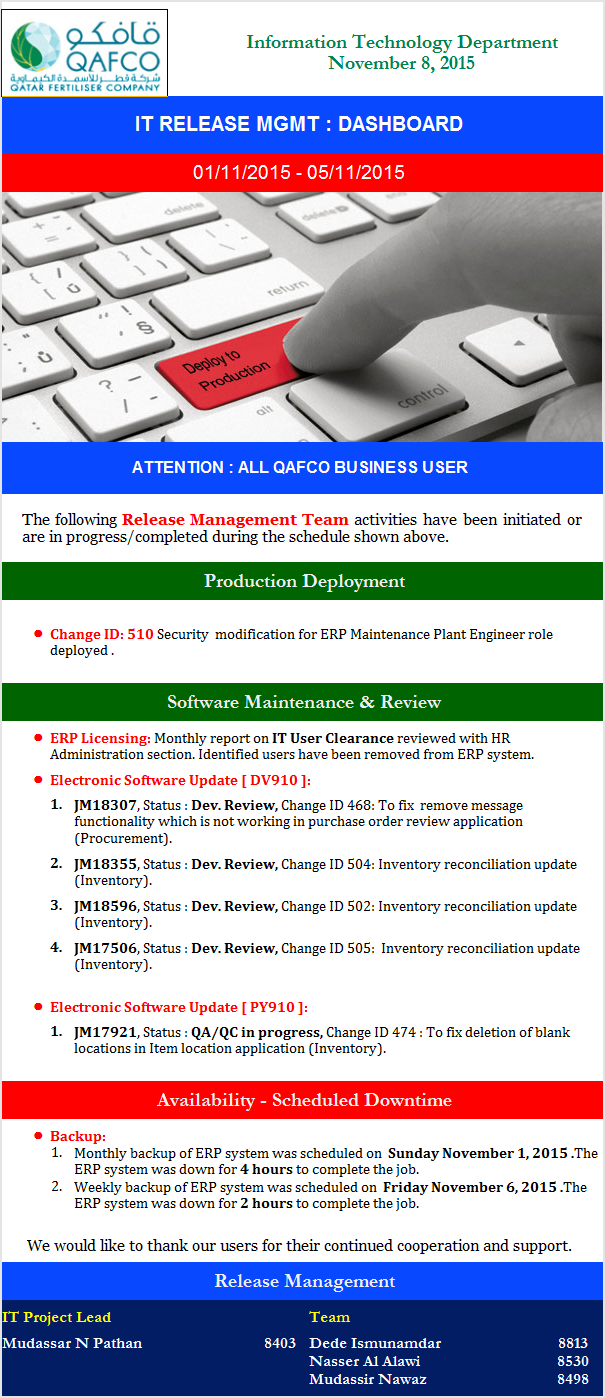 قافكو
QAFCO
شركة قطر للأسمدة الكيماوية
QATAR FERTILISER COMPANY
Information Technology Department
November 8, 2015
IT RELEASE MGMT : DASHBOARD
01/11/2015 - 05/11/2015
delete
delete
return
Deploy to
Production
alt
control
ATTENTION : ALL QAFCO BUSINESS USER
The following Release Management Team activities have been initiated or
are in progress/completed during the schedule shown above.
Production Deployment
• Change ID: 510 Security modification for ERP Maintenance Plant Engineer role
deployed .
Software Maintenance & Review
• ERP Licensing: Monthly report on IT User Clearance reviewed with HR
Administration section. Identified users have been removed from ERP system.
• Electronic Software Update [ DV910 ]:
1. JM18307, Status : Dev. Review, Change ID 468: To fix remove message
functionality which is not working in purchase order review application
(Procurement).
2. JM18355, Status : Dev. Review, Change ID 504: Inventory reconciliation update
(Inventory).
3. JM18596, Status : Dev. Review, Change ID 502: Inventory reconciliation update
(Inventory).
4. JM17506, Status : Dev. Review, Change ID 505: Inventory reconciliation update
(Inventory).
• Electronic Software Update [ PY910 ]:
1. JM17921, Status : QA/QC in progress, Change ID 474 : To fix deletion of blank
locations in Item location application (Inventory).
Availability - Scheduled Downtime
• Backup:
1. Monthly backup of ERP system was scheduled on Sunday November 1, 2015 .The
ERP system was down for 4 hours to complete the job.
2. Weekly backup of ERP system was scheduled on Friday November 6, 2015 .The
ERP system was down for 2 hours to complete the job.
We would like to thank our users for their continued cooperation and support.
Release Management
IT Project Lead Team
Mudassar N Pathan 8403 Dede Ismunamdar 8813
Nasser Al Alawi 8530
Mudassir Nawaz 8498